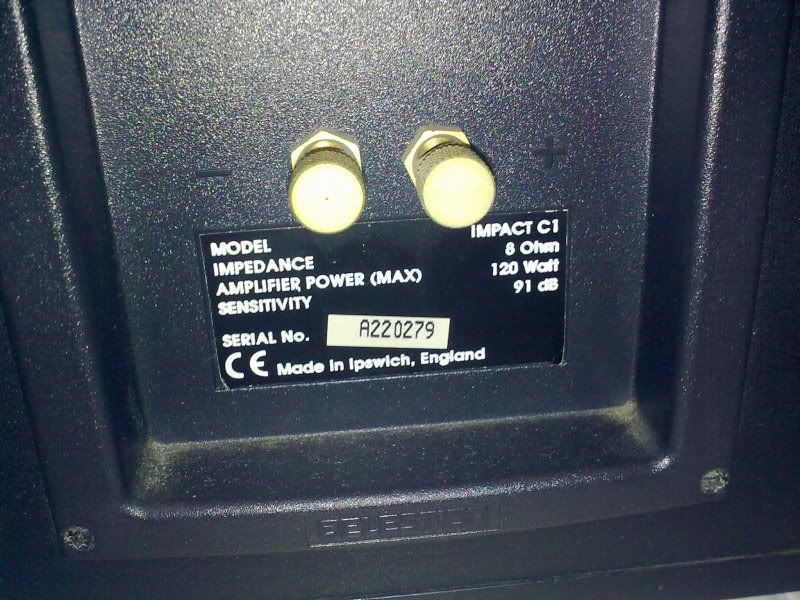 − +
MODEL IMPACT C1
IMPEDANCE 8 Ohm
AMPLIFIER POWER (MAX) 120 Watt
SENSITIVITY 91 dB
SERIAL No. A220279
CE Made in Ipswich, England
CELESTION